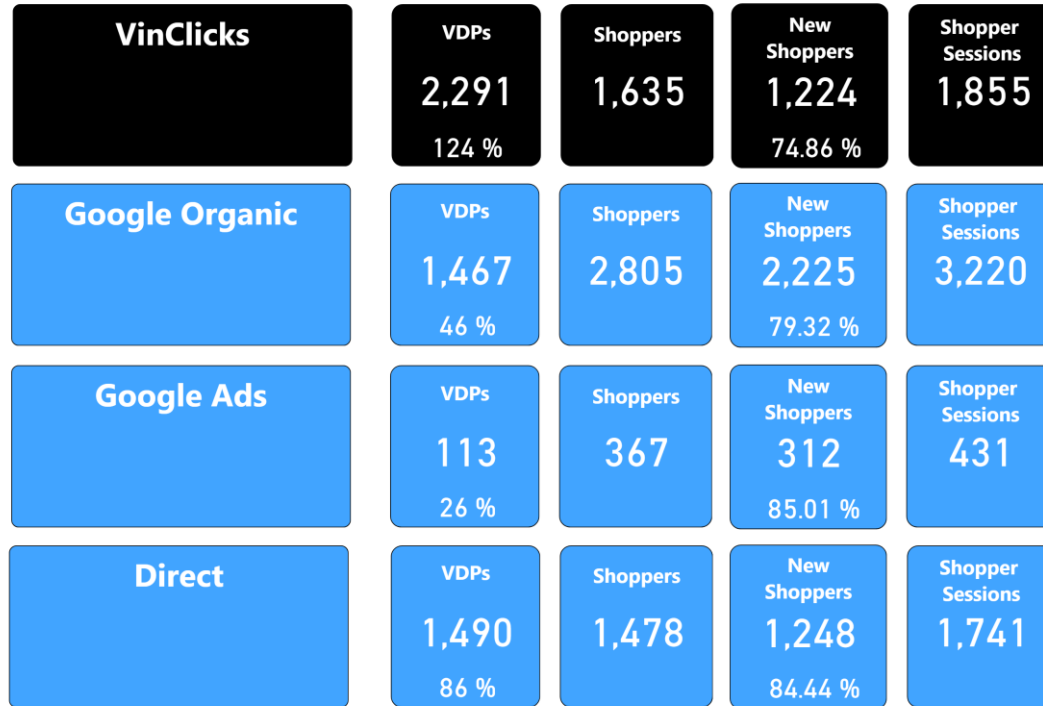 VinClicks
VDPs
2,291
124 %
Shoppers
1,635
New
Shoppers
1,224
74.86 %
Shopper
Sessions
1,855
Google Organic
VDPs
1,467
46 %
Shoppers
2,805
New
Shoppers
2,225
79.32 %
Shopper
Sessions
3,220
Google Ads
VDPs
113
26 %
Shoppers
367
New
Shoppers
312
85.01 %
Shopper
Sessions
431
Direct
VDPs
1,490
86 %
Shoppers
1,478
New
Shoppers
1,248
84.44 %
Shopper
Sessions
1,741